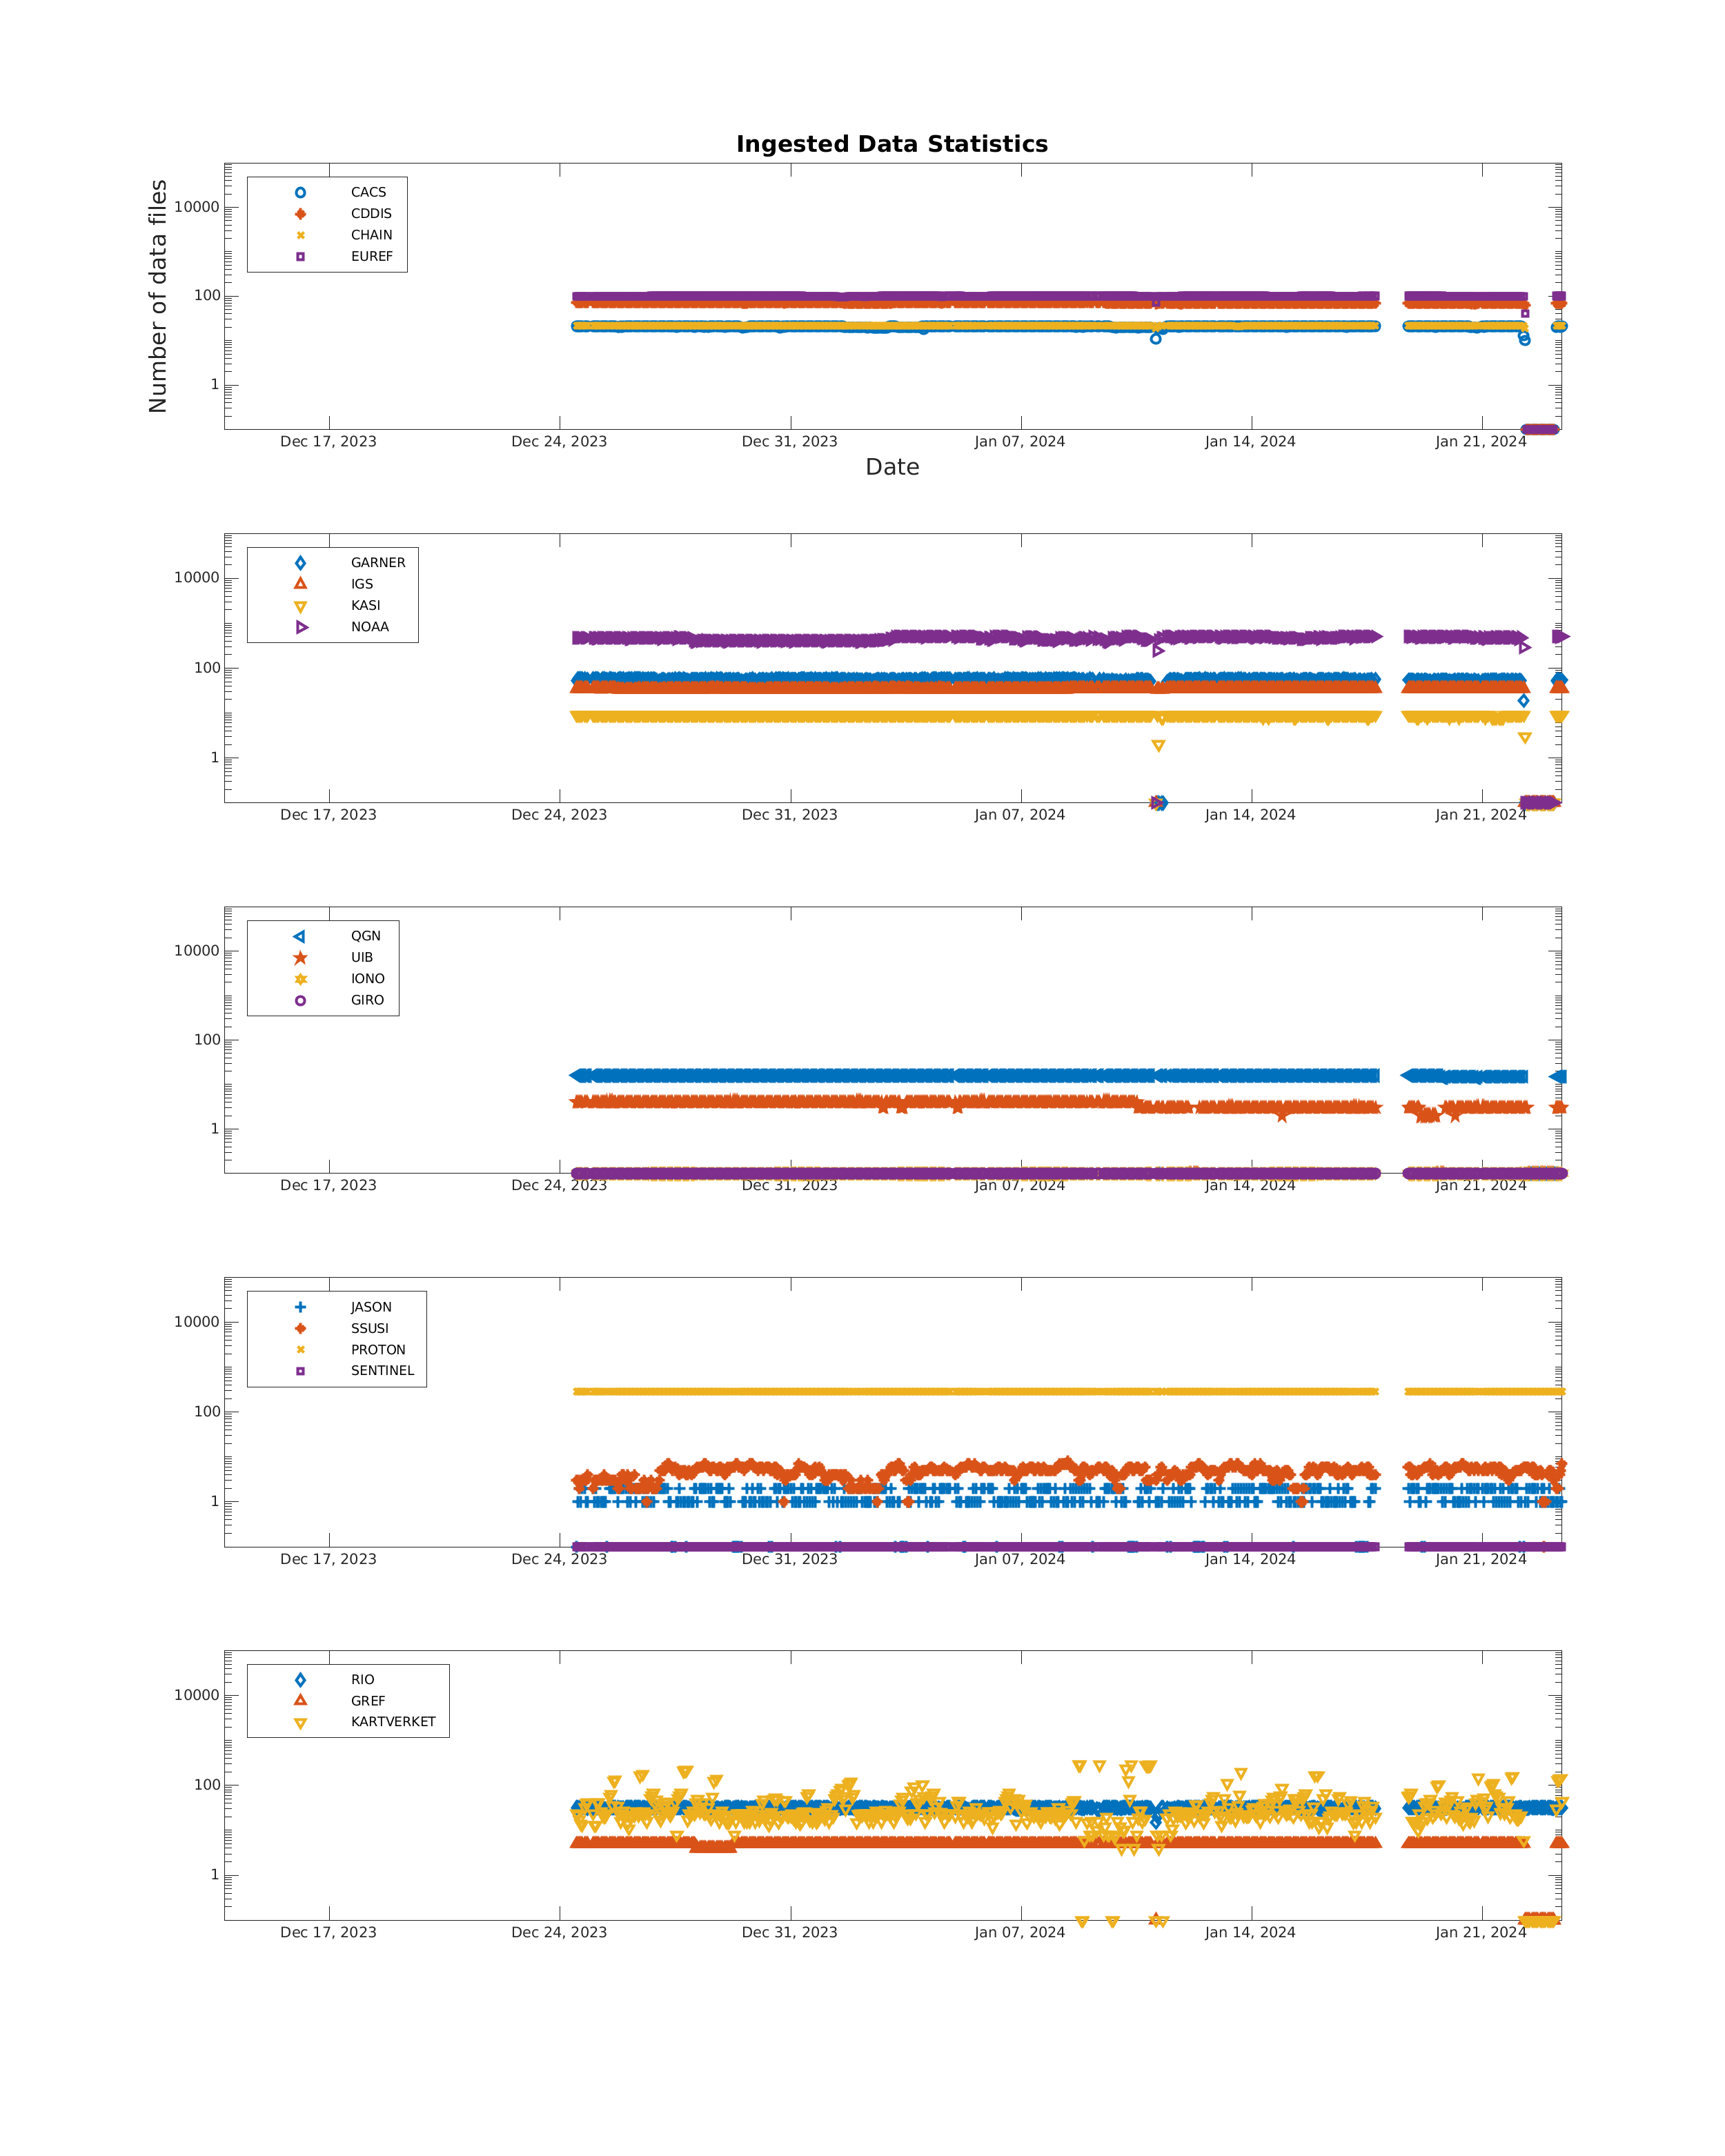 Ingested Data Statistics
Number of data files
CACS
CDDIS
CHAIN
EUREF
10000
100
1
Dec 17, 2023 Dec 24, 2023 Dec 31, 2023 Jan 07, 2024 Jan 14, 2024 Jan 21, 2024
Date
GARNER
IGS
KASI
NOAA
10000
100
1
Dec 17, 2023 Dec 24, 2023 Dec 31, 2023 Jan 07, 2024 Jan 14, 2024 Jan 21, 2024
QGN
UIB
IONO
GIRO
10000
100
1
Dec 17, 2023 Dec 24, 2023 Dec 31, 2023 Jan 07, 2024 Jan 14, 2024 Jan 21, 2024
JASON
SSUSI
PROTON
SENTINEL
10000
100
1
Dec 17, 2023 Dec 24, 2023 Dec 31, 2023 Jan 07, 2024 Jan 14, 2024 Jan 21, 2024
RIO
GREF
KARTVERKET
10000
100
1
Dec 17, 2023 Dec 24, 2023 Dec 31, 2023 Jan 07, 2024 Jan 14, 2024 Jan 21, 2024